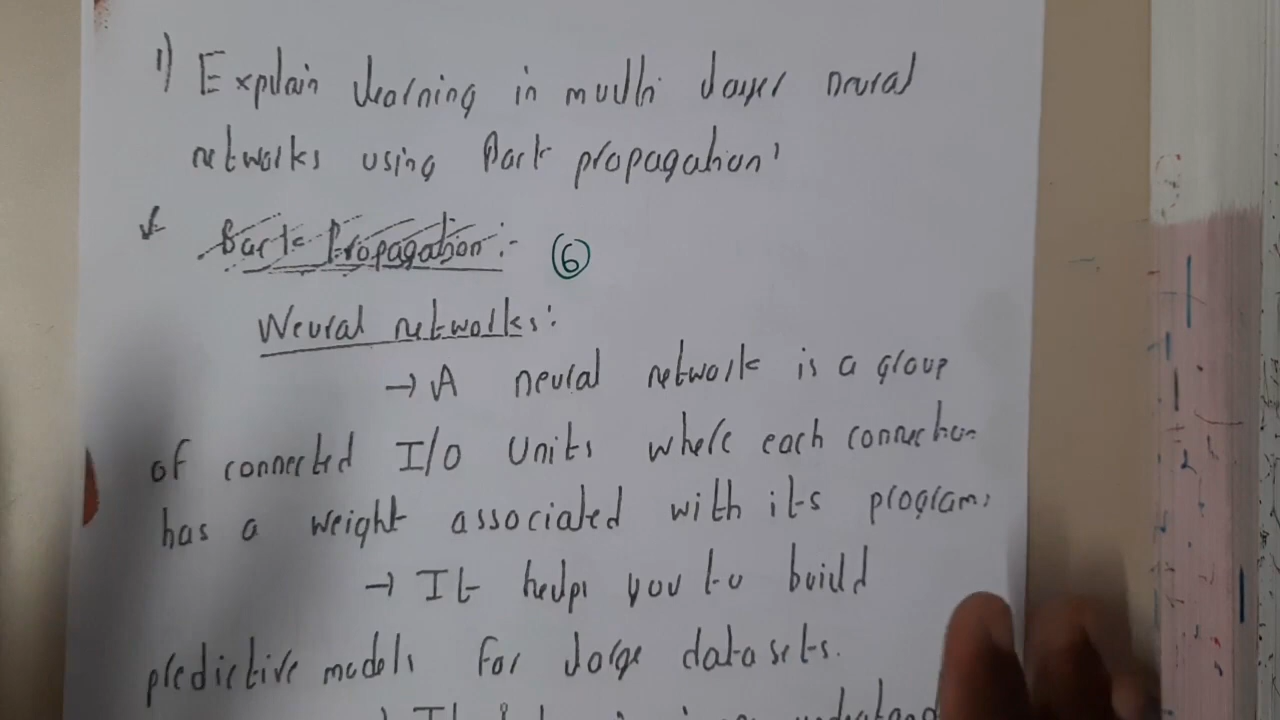 1) Explain learning in multi layer neural
networks using Back propagation'
Back Propagation:-
6
Neural networks:
→ A neural network is a group
of connected I/O Units where each connection
has a weight associated with its program.
→ It helps you to build
predictive models for large datasets.
→ It